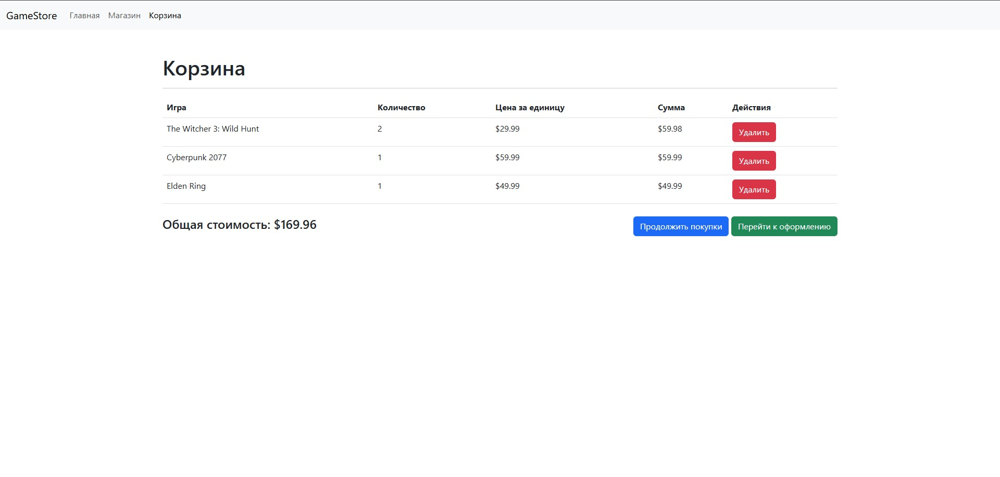 GameStore Главная Магазин Корзина
Корзина
Игра Количество Цена за единицу Сумма Действия
The Witcher 3: Wild Hunt 2 $29.99 $59.98 Удалить
Cyberpunk 2077 1 $59.99 $59.99 Удалить
Elden Ring 1 $49.99 $49.99 Удалить
Общая стоимость: $169.96 Продолжить покупки Перейти к оформлению